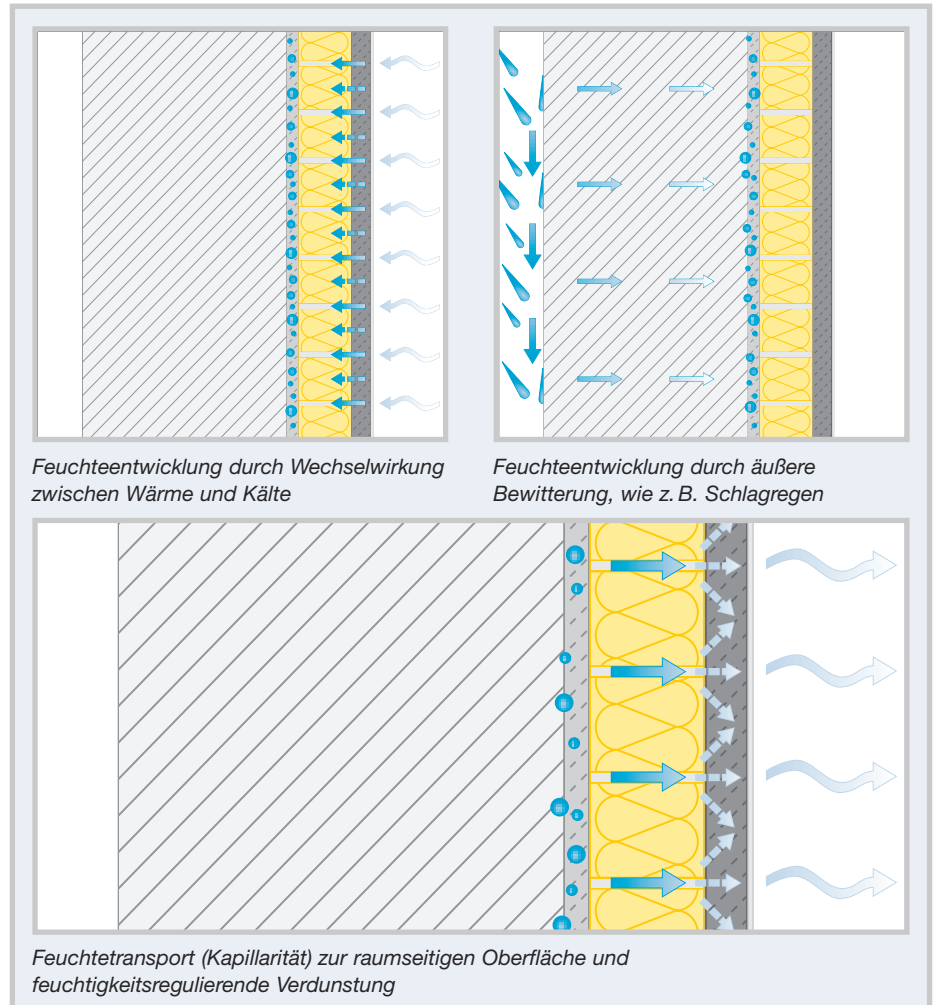 Feuchteentwicklung durch Wechselwirkung
zwischen Wärme und Kälte
Feuchteentwicklung durch äußere
Bewitterung, wie z. B. Schlagregen
Feuchtetransport (Kapillarität) zur raumseitigen Oberfläche und
feuchtigkeitsregulierende Verdunstung